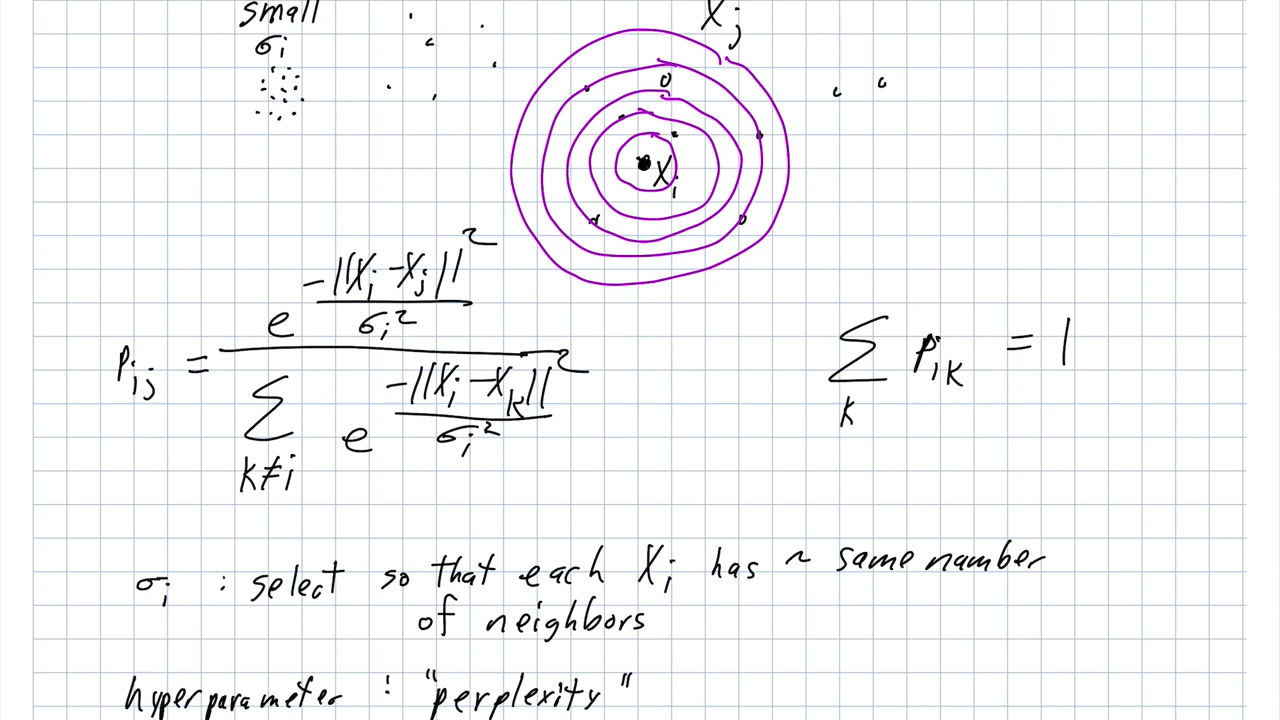 small
σᵢ
Xⱼ
Xᵢ
pᵢⱼ = e^(-||Xᵢ - Xⱼ||² / σᵢ²) / Σ_{k≠i} e^(-||Xᵢ - Xₖ||² / σᵢ²)
Σ_k pᵢₖ = 1
σᵢ : select so that each Xᵢ has ~ same number
of neighbors
hyperparameter : "perplexity"